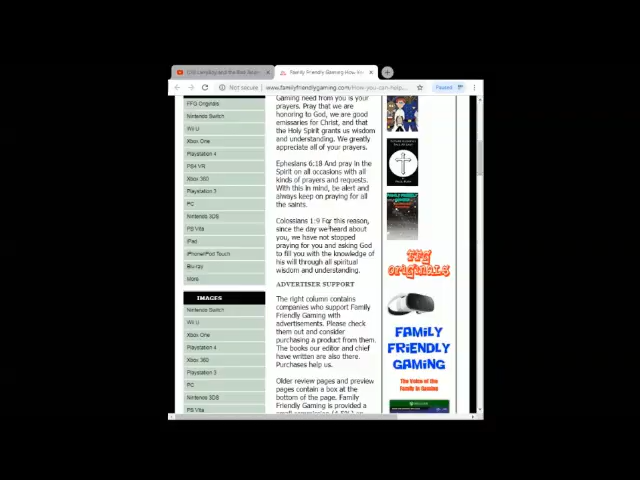 Family Friendly Gaming How
Not secure
www.familyfriendlygaming.com/How-you-can-help...
Paused
FFG Originals
Nintendo Switch
Wii U
Xbox One
Playstation 4
PS4 VR
Xbox 360
Playstation 3
PC
Nintendo 3DS
PS Vita
iPad
iPhone/iPod Touch
Blu-ray
More
IMAGES
Nintendo Switch
Wii U
Xbox One
Playstation 4
Xbox 360
Playstation 3
PC
Nintendo 3DS
PS Vita
Gaming need from you is your
prayers. Pray that we are
honoring to God, we are good
emissaries for Christ, and that
the Holy Spirit grants us wisdom
and understanding. We greatly
appreciate all of your prayers.
Ephesians 6:18 And pray in the
Spirit on all occasions with all
kinds of prayers and requests.
With this in mind, be alert and
always keep on praying for all
the saints.
Colossians 1:9 For this reason,
since the day we heard about
you, we have not stopped
praying for you and asking God
to fill you with the knowledge of
his will through all spiritual
wisdom and understanding.
ADVERTISER SUPPORT
The right column contains
companies who support Family
Friendly Gaming with
advertisements. Please check
them out and consider
purchasing a product from them.
The books our editor and chief
have written are also there.
Purchases help us.
Older review pages and preview
pages contain a box at the
bottom of the page. Family
Friendly Gaming is provided a
FFG
ORIGINALS
FAMILY
FRIENDLY
GAMING
The Voice of the
Family in Gaming